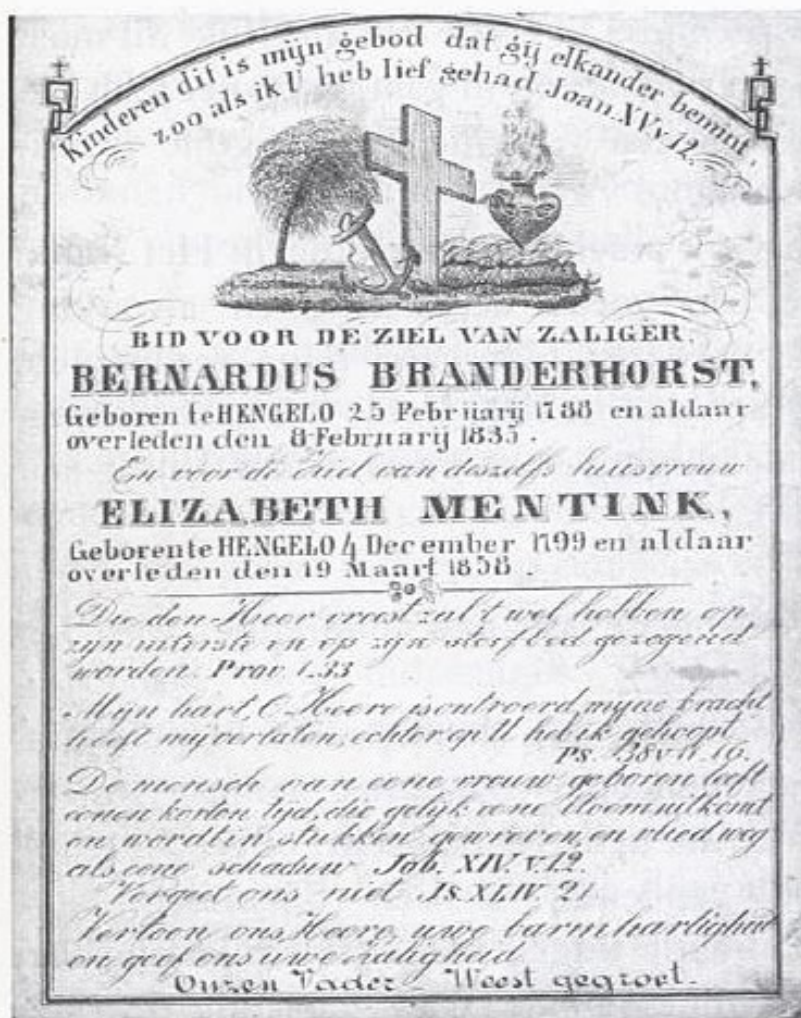 Kinderen dit is mijn gebod dat gij elkander bemint,
zoo als ik U heb lief gehad. Joan. XV v 12.
BID VOOR DE ZIEL VAN ZALIGER,
BERNARDUS BRANDERHORST,
Geboren te HENGELO 25 Februarij 1788 en aldaar
overleden den 8 Februarij 1835.
En voor de Ziel van deszelfs huisvrouw
ELIZABETH MENTINK,
Geboren te HENGELO 4 December 1799 en aldaar
overleden den 19 Maart 1858.
Die den Heer vreest zal 't wel hebben op
zijn uiterste en op zijn sterfbed gezegend
worden. Prov. 1.33
Mijn hart, O Heere is ontroerd, mijne kracht
heeft mij verlaten, echter op U heb ik gehoopt
Ps. 38 v 11. 16.
De mensch van eene vrouw geboren leeft
eenen korten tijd, die gelijk eene bloem uitkomt
en wordt in stukken gewreven, en vlied weg
als eene schaduw Job. XIV. v. 1.2.
Vergeet ons niet Js. XLIV. 21
Vertoon ons, Heere, uwe barmhartigheid
en geef ons uwe zaligheid
Onzen Vader - Weest gegroet.